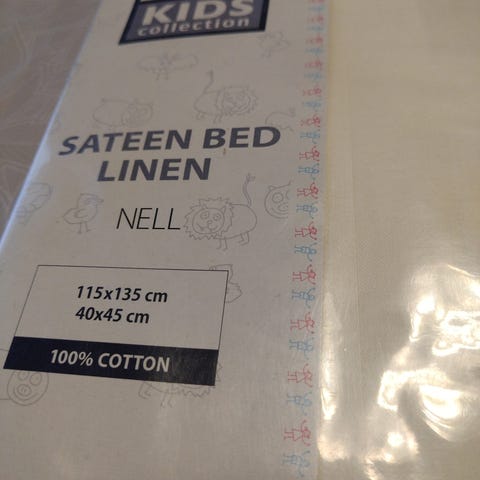 KIDS
collection
SATEEN BED
LINEN
NELL
115x135 cm
40x45 cm
100% COTTON